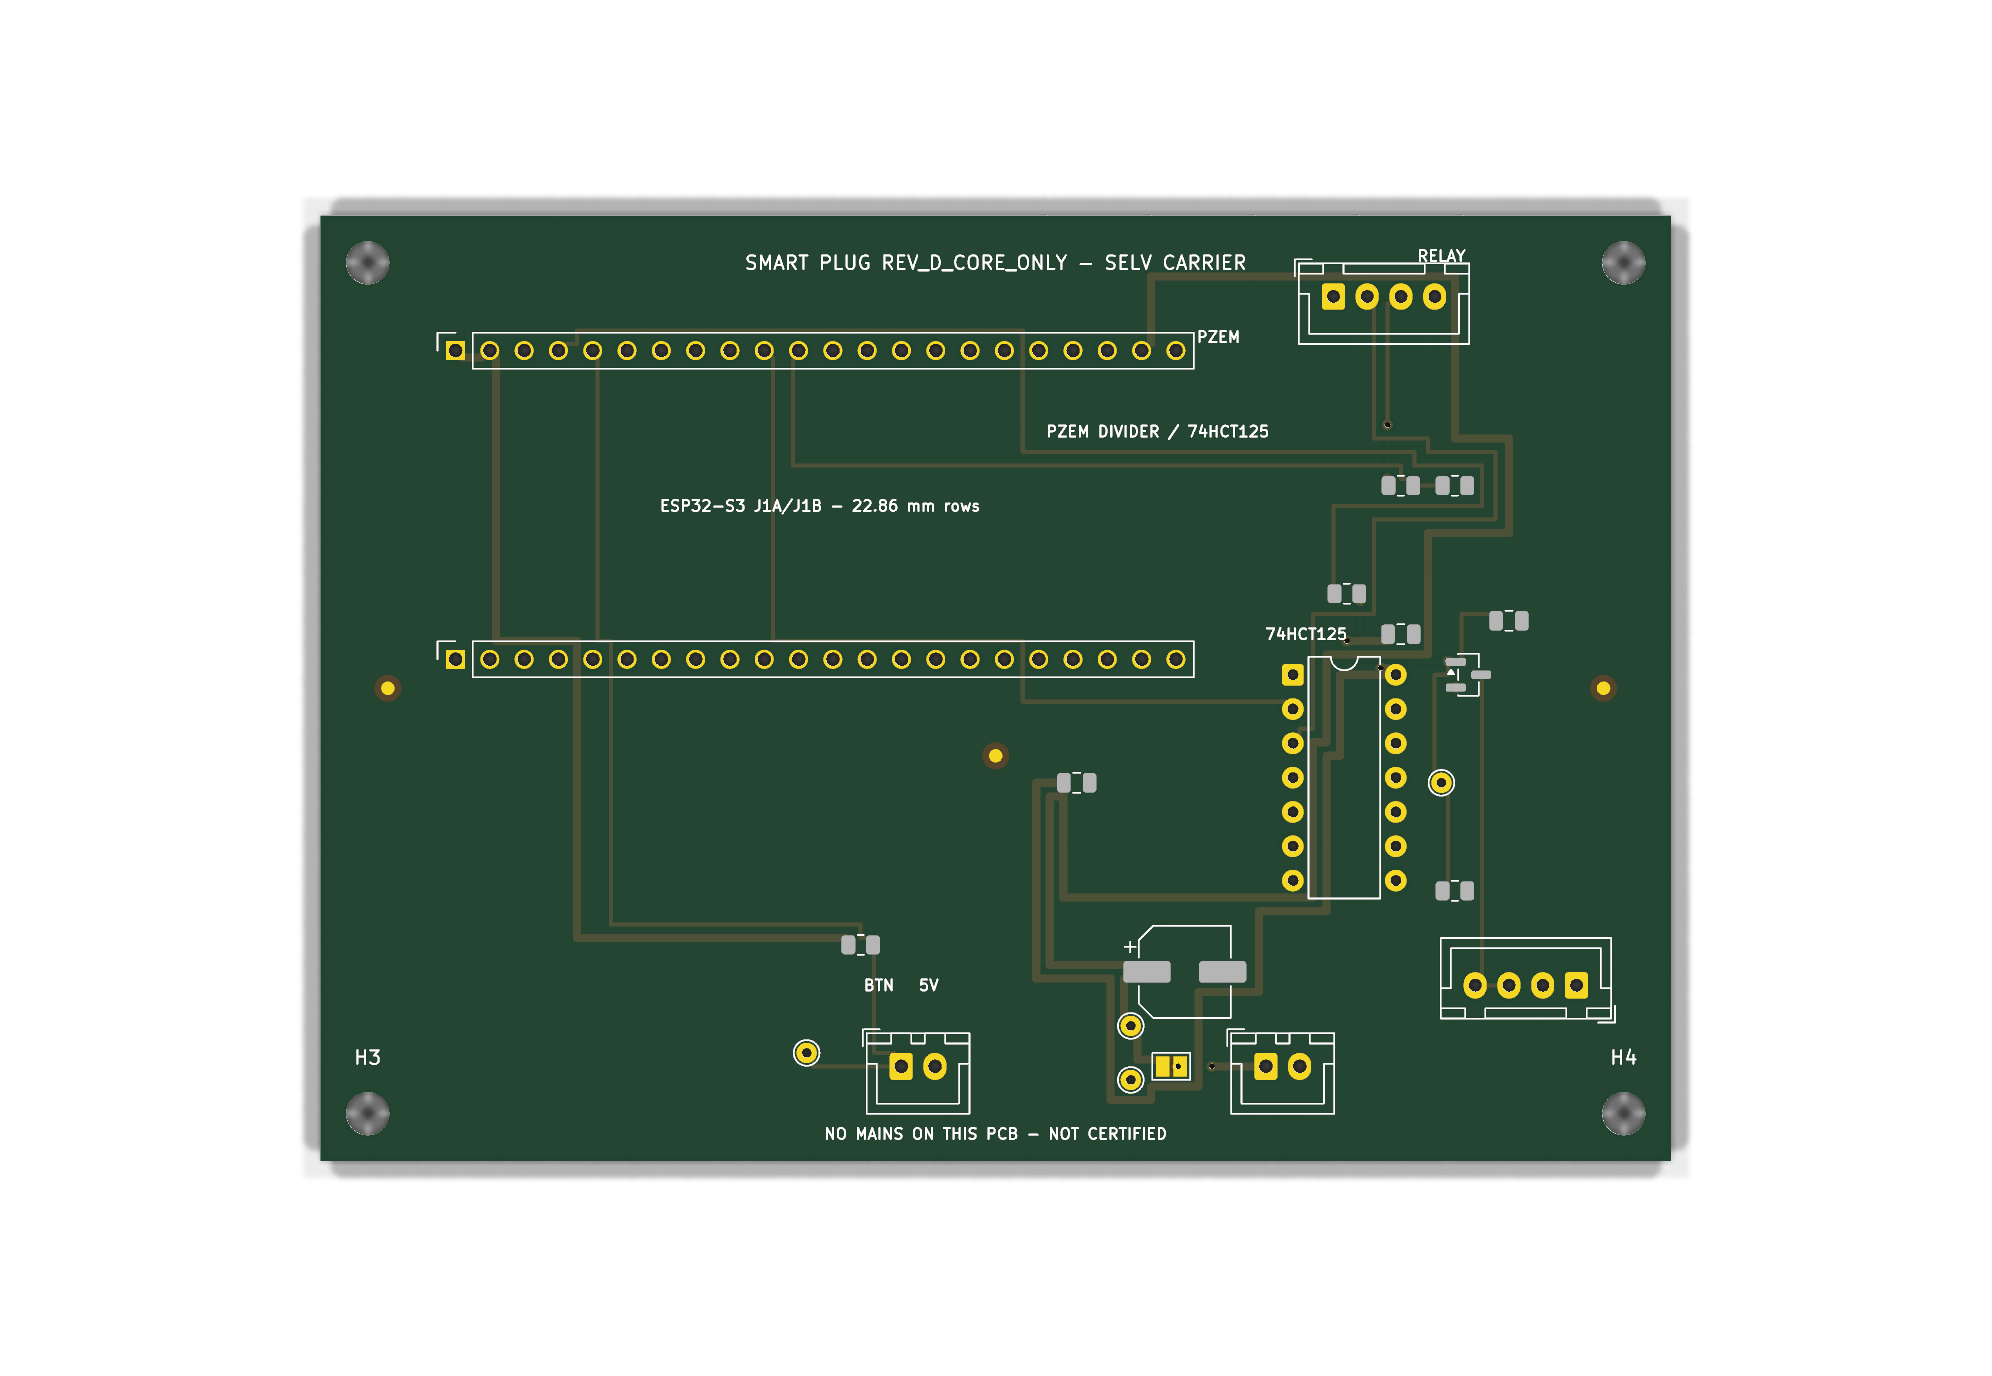 SMART PLUG REV_D_CORE_ONLY - SELV CARRIER
RELAY
PZEM
PZEM DIVIDER / 74HCT125
ESP32-S3 J1A/J1B - 22.86 mm rows
74HCT125
+
BTN 5V
H3
H4
NO MAINS ON THIS PCB - NOT CERTIFIED